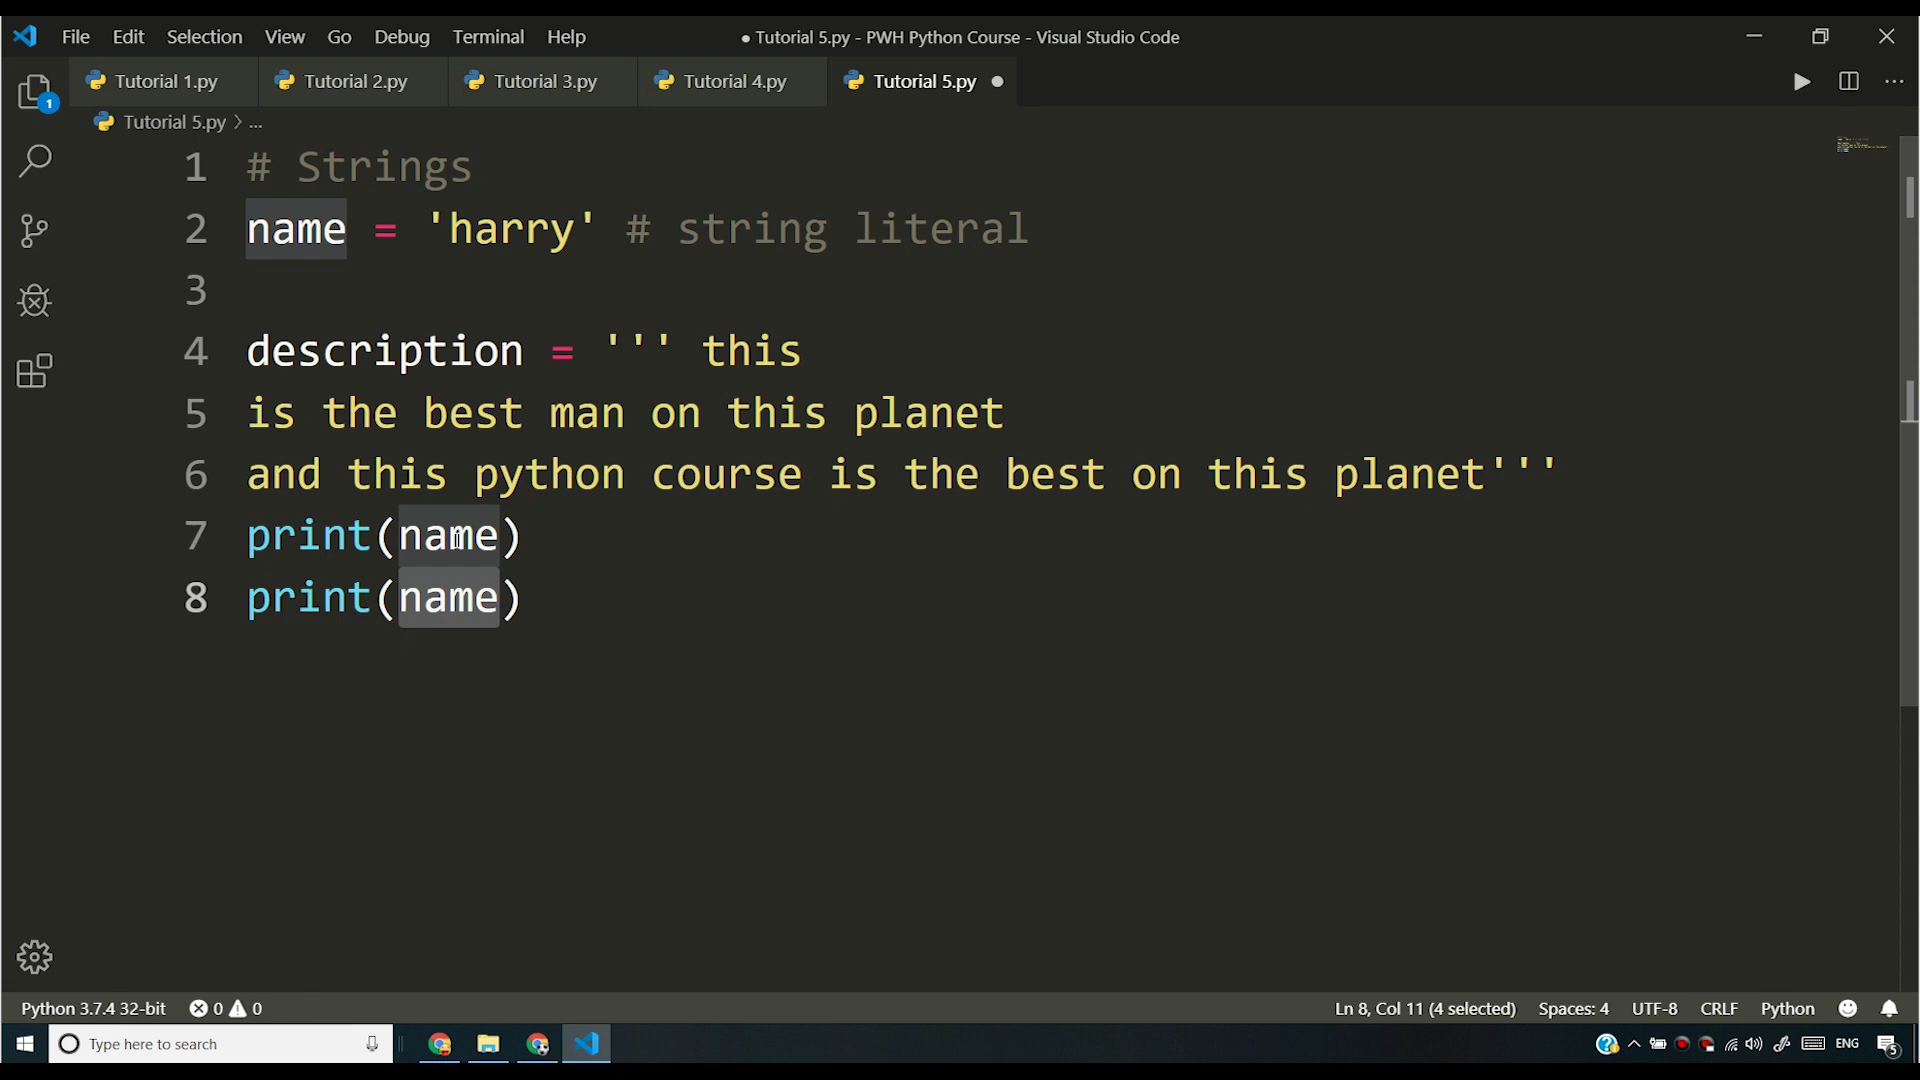 File Edit Selection View Go Debug Terminal Help ● Tutorial 5.py - PWH Python Course - Visual Studio Code
Tutorial 1.py Tutorial 2.py Tutorial 3.py Tutorial 4.py Tutorial 5.py
1
Tutorial 5.py > ...
1 # Strings
2 name = 'harry' # string literal
3
4 description = ''' this
5 is the best man on this planet
6 and this python course is the best on this planet'''
7 print(name)
8 print(name)
Python 3.7.4 32-bit 0 0 Ln 8, Col 11 (4 selected) Spaces: 4 UTF-8 CRLF Python
Type here to search ENG 5